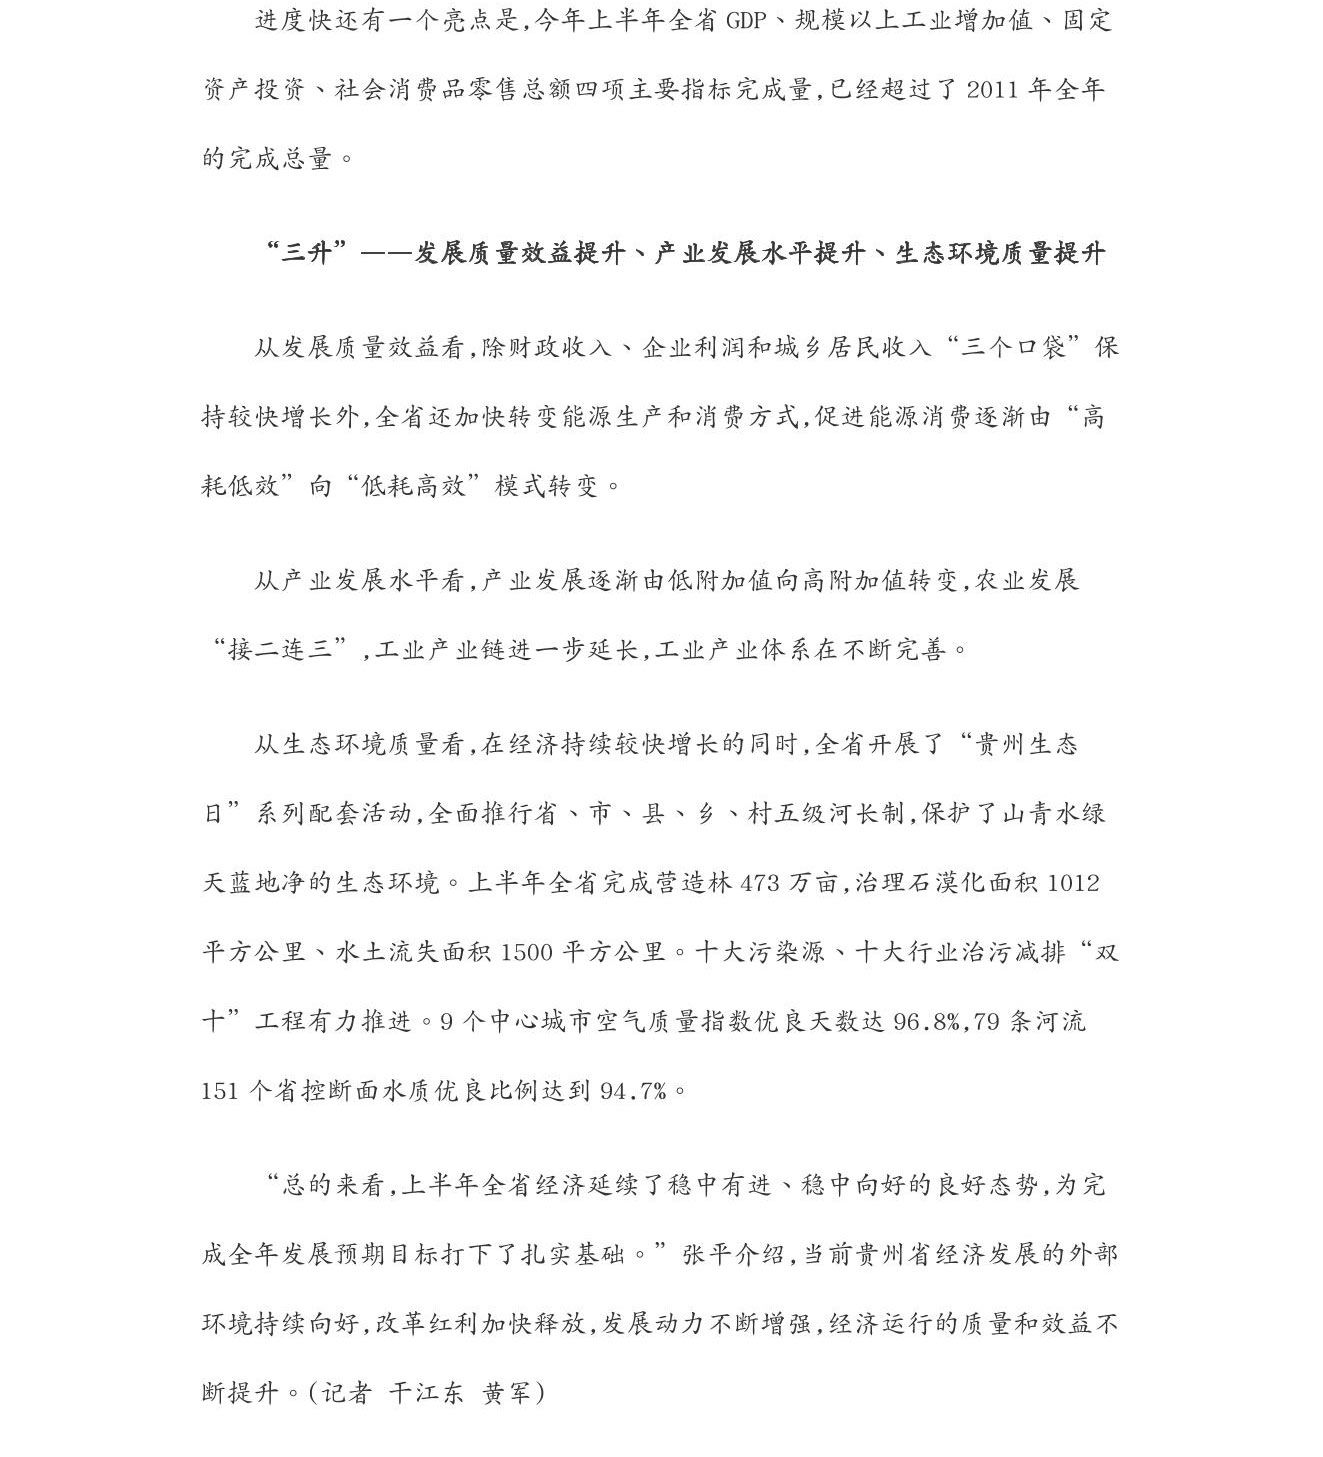 进度快还有一个亮点是,今年上半年全省 GDP、规模以上工业增加值、固定
资产投资、社会消费品零售总额四项主要指标完成量,已经超过了 2011 年全年
的完成总量。
“三升”——发展质量效益提升、产业发展水平提升、生态环境质量提升
从发展质量效益看,除财政收入、企业利润和城乡居民收入“三个口袋”保
持较快增长外,全省还加快转变能源生产和消费方式,促进能源消费逐渐由“高
耗低效”向“低耗高效”模式转变。
从产业发展水平看,产业发展逐渐由低附加值向高附加值转变,农业发展
“接二连三”,工业产业链进一步延长,工业产业体系在不断完善。
从生态环境质量看,在经济持续较快增长的同时,全省开展了“贵州生态
日”系列配套活动,全面推行省、市、县、乡、村五级河长制,保护了山青水绿
天蓝地净的生态环境。上半年全省完成营造林 473 万亩,治理石漠化面积 1012
平方公里、水土流失面积 1500 平方公里。十大污染源、十大行业治污减排“双
十”工程有力推进。9 个中心城市空气质量指数优良天数达 96.8%,79 条河流
151 个省控断面水质优良比例达到 94.7%。
“总的来看,上半年全省经济延续了稳中有进、稳中向好的良好态势,为完
成全年发展预期目标打下了扎实基础。”张平介绍,当前贵州省经济发展的外部
环境持续向好,改革红利加快释放,发展动力不断增强,经济运行的质量和效益不
断提升。(记者 干江东 黄军)